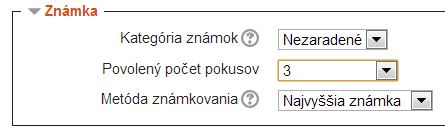 Známka
Kategória známok ? Nezaradené
Povolený počet pokusov 3
Metóda známkovania ? Najvyššia známka